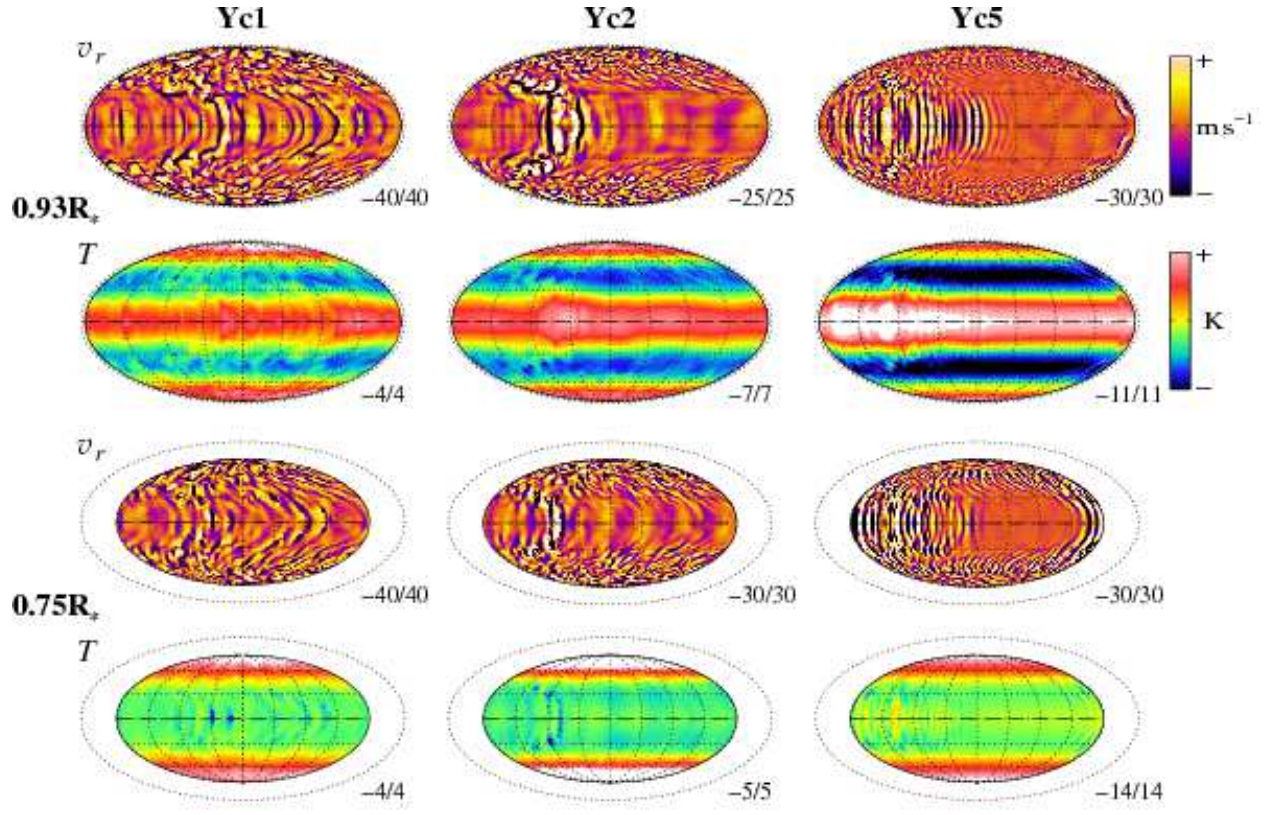 Yc1 Yc2 Yc5
v_r
+
m s⁻¹
−
−40/40 −25/25 −30/30
0.93R_*
T
+
K
−
−4/4 −7/7 −11/11
v_r
−40/40 −30/30 −30/30
0.75R_*
T
−4/4 −5/5 −14/14